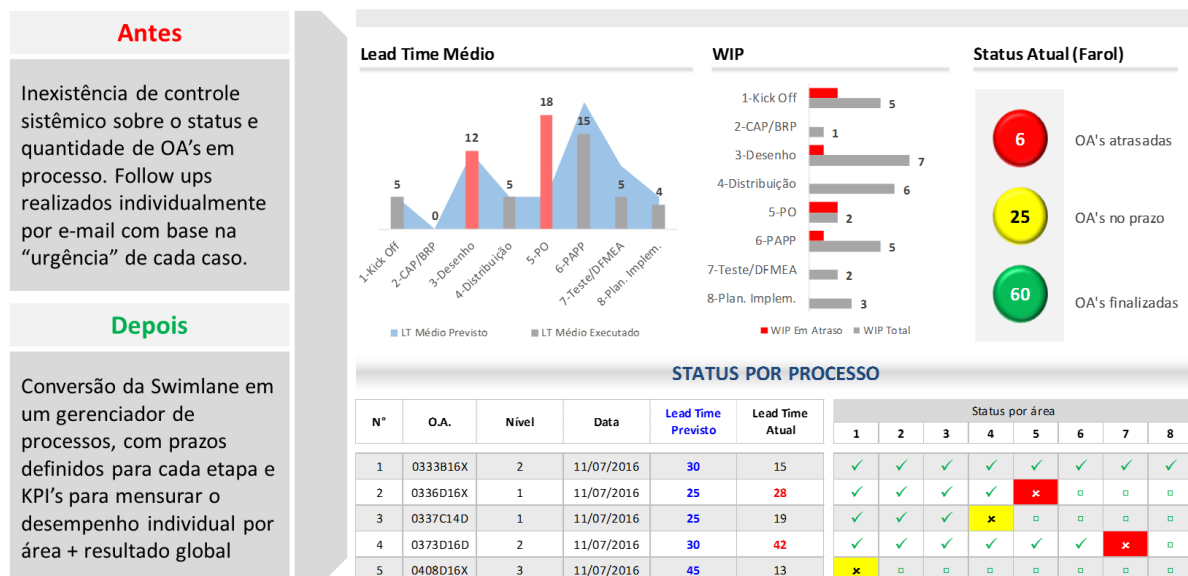 Antes
Inexistência de controle
sistêmico sobre o status e
quantidade de OA’s em
processo. Follow ups
realizados individualmente
por e-mail com base na
“urgência” de cada caso.
Depois
Conversão da Swimlane em
um gerenciador de
processos, com prazos
definidos para cada etapa e
KPI’s para mensurar o
desempenho individual por
área + resultado global
Lead Time Médio
5
0
12
5
18
15
5
4
1-Kick Off
2-CAP/BRP
3-Desenho
4-Distribuição
5-PO
6-PAPP
7-Teste/DFMEA
8-Plan. Implem.
LT Médio Previsto
LT Médio Executado
WIP
1-Kick Off 5
2-CAP/BRP 1
3-Desenho 7
4-Distribuição 6
5-PO 2
6-PAPP 5
7-Teste/DFMEA 2
8-Plan. Implem. 3
WIP Em Atraso WIP Total
Status Atual (Farol)
6 OA's atrasadas
25 OA's no prazo
60 OA's finalizadas
STATUS POR PROCESSO
N° O.A. Nível Data Lead Time Previsto Lead Time Atual
Status por área
1 2 3 4 5 6 7 8
1 0333B16X 2 11/07/2016 30 15 ✓ ✓ ✓ ✓ ✓ ✓ ✓ ✓
2 0336D16X 1 11/07/2016 25 28 ✓ ✓ ✓ ✓ × ▫ ▫ ▫
3 0337C14D 1 11/07/2016 25 19 ✓ ✓ ✓ × ▫ ▫ ▫ ▫
4 0373D16D 2 11/07/2016 30 42 ✓ ✓ ✓ ✓ ✓ ✓ × ▫
5 0408D16X 3 11/07/2016 45 13 × ▫ ▫ ▫ ▫ ▫ ▫ ▫